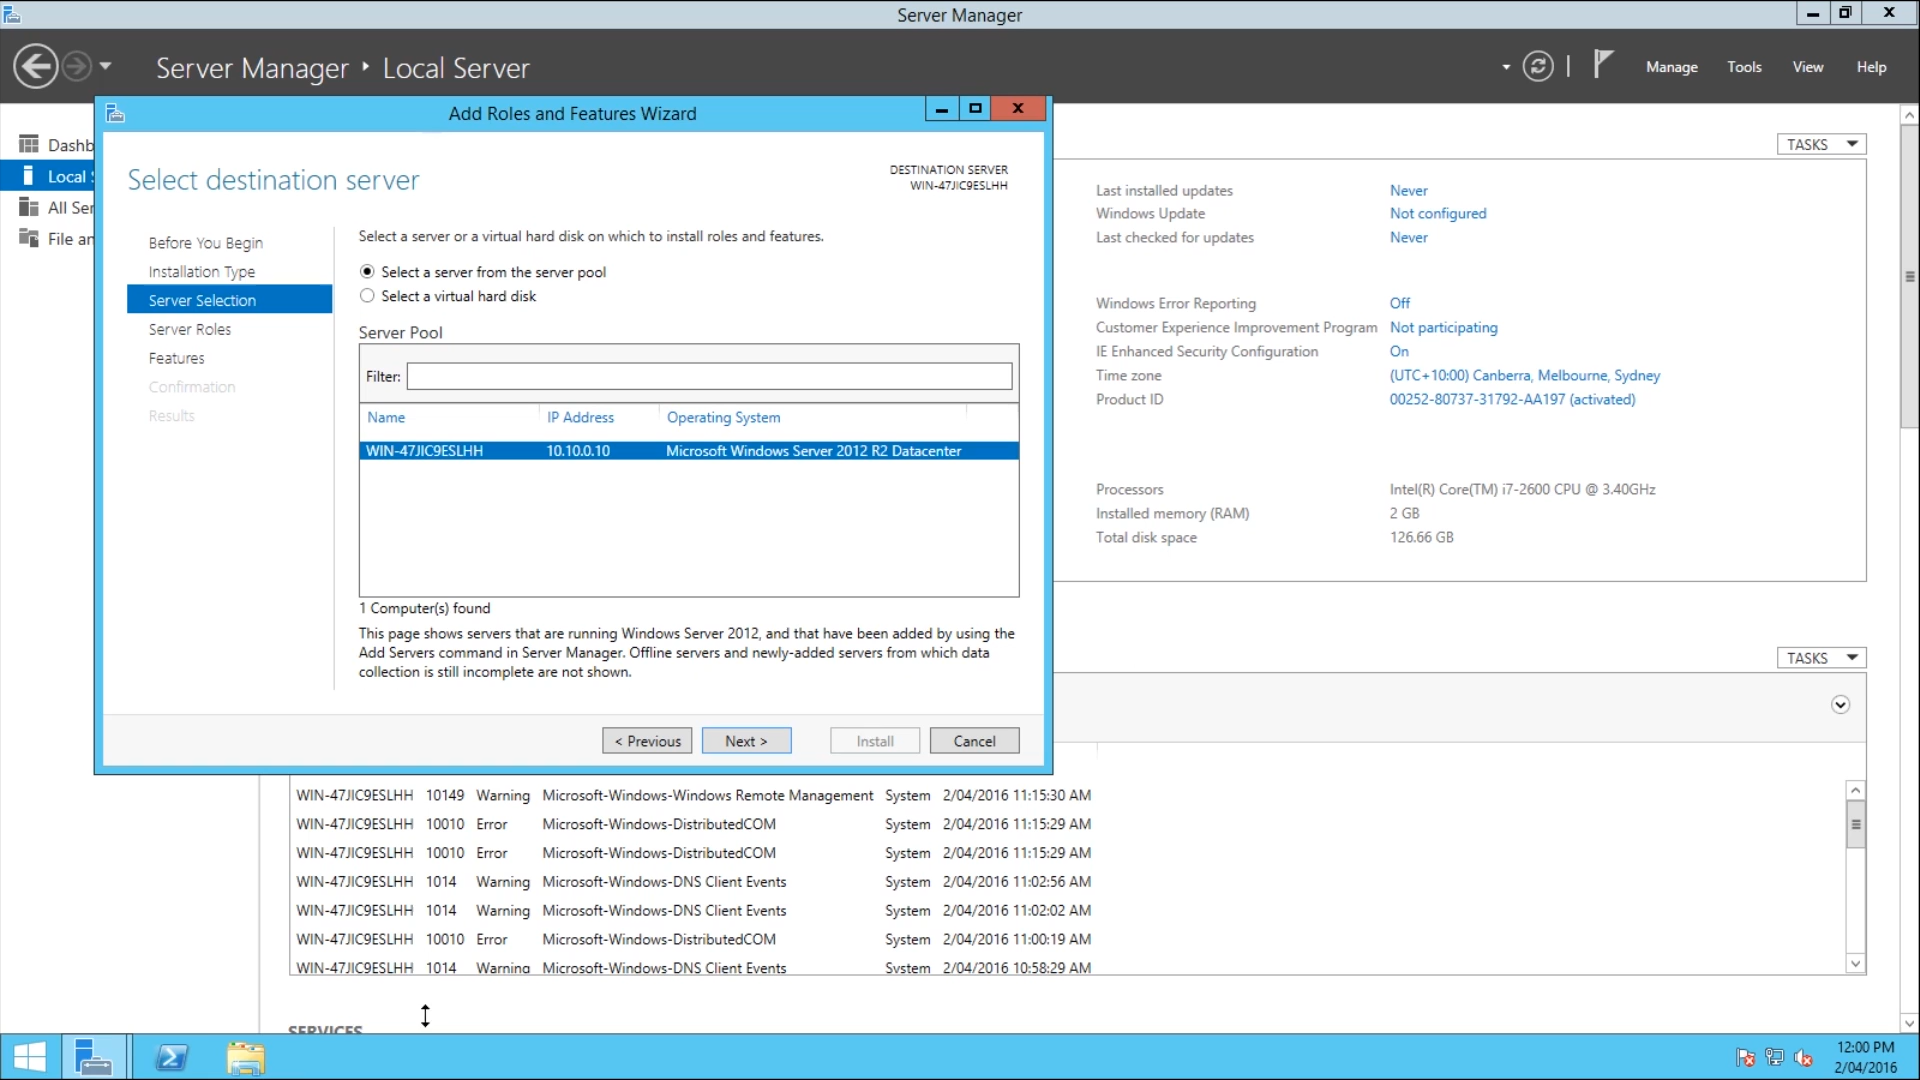 Server Manager
Server Manager ‣ Local Server
Manage Tools View Help
Add Roles and Features Wizard
Dashb
Local S
All Ser
File an
Select destination server
DESTINATION SERVER
WIN-47JIC9ESLHH
Before You Begin
Installation Type
Server Selection
Server Roles
Features
Confirmation
Results
Select a server or a virtual hard disk on which to install roles and features.
Select a server from the server pool
Select a virtual hard disk
Server Pool
Filter:
Name IP Address Operating System
WIN-47JIC9ESLHH 10.10.0.10 Microsoft Windows Server 2012 R2 Datacenter
1 Computer(s) found
This page shows servers that are running Windows Server 2012, and that have been added by using the
Add Servers command in Server Manager. Offline servers and newly-added servers from which data
collection is still incomplete are not shown.
< Previous Next > Install Cancel
TASKS
Last installed updates Never
Windows Update Not configured
Last checked for updates Never
Windows Error Reporting Off
Customer Experience Improvement Program Not participating
IE Enhanced Security Configuration On
Time zone (UTC+10:00) Canberra, Melbourne, Sydney
Product ID 00252-80737-31792-AA197 (activated)
Processors Intel(R) Core(TM) i7-2600 CPU @ 3.40GHz
Installed memory (RAM) 2 GB
Total disk space 126.66 GB
TASKS
WIN-47JIC9ESLHH 10149 Warning Microsoft-Windows-Windows Remote Management System 2/04/2016 11:15:30 AM
WIN-47JIC9ESLHH 10010 Error Microsoft-Windows-DistributedCOM System 2/04/2016 11:15:29 AM
WIN-47JIC9ESLHH 10010 Error Microsoft-Windows-DistributedCOM System 2/04/2016 11:15:29 AM
WIN-47JIC9ESLHH 1014 Warning Microsoft-Windows-DNS Client Events System 2/04/2016 11:02:56 AM
WIN-47JIC9ESLHH 1014 Warning Microsoft-Windows-DNS Client Events System 2/04/2016 11:02:02 AM
WIN-47JIC9ESLHH 10010 Error Microsoft-Windows-DistributedCOM System 2/04/2016 11:00:19 AM
WIN-47JIC9ESLHH 1014 Warning Microsoft-Windows-DNS Client Events System 2/04/2016 10:58:29 AM
SERVICES
12:00 PM
2/04/2016